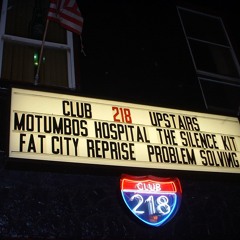 CLUB 218 UPSTAIRS
MOTUMBOS HOSPITAL THE SILENCE KIT
FAT CITY REPRISE PROBLEM SOLVING
CLUB
218